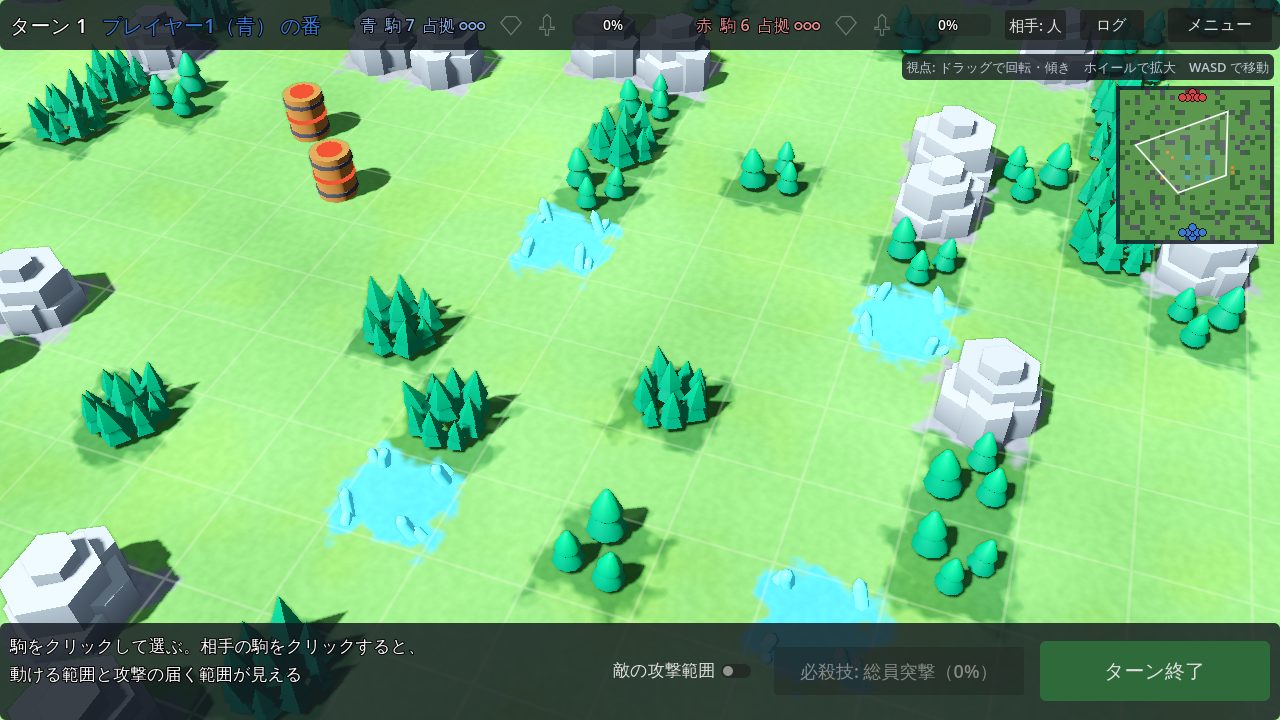 ターン 1 プレイヤー1（青） の番 青 駒 7 占拠 0% 赤 駒 6 占拠 0% 相手: 人 ログ メニュー
視点: ドラッグで回転・傾き ホイールで拡大 WASD で移動
駒をクリックして選ぶ。相手の駒をクリックすると、
動ける範囲と攻撃の届く範囲が見える
敵の攻撃範囲 必殺技: 総員突撃（0%） ターン終了